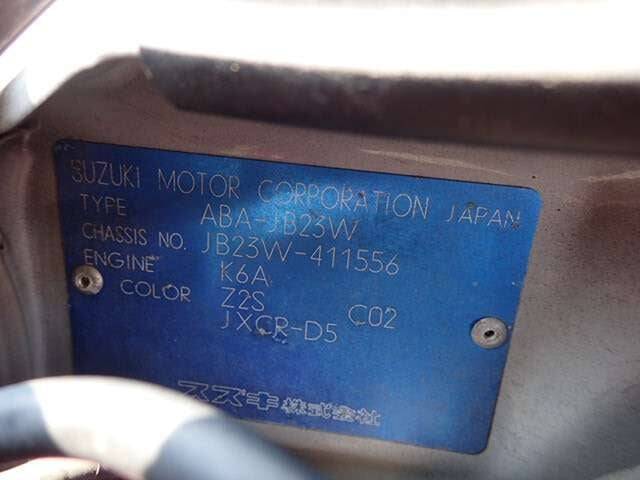 SUZUKI MOTOR CORPORATION JAPAN
TYPE ABA-JB23W
CHASSIS NO. JB23W-411556
ENGINE K6A
COLOR Z2S C02
JXCR-D5
スズキ株式会社